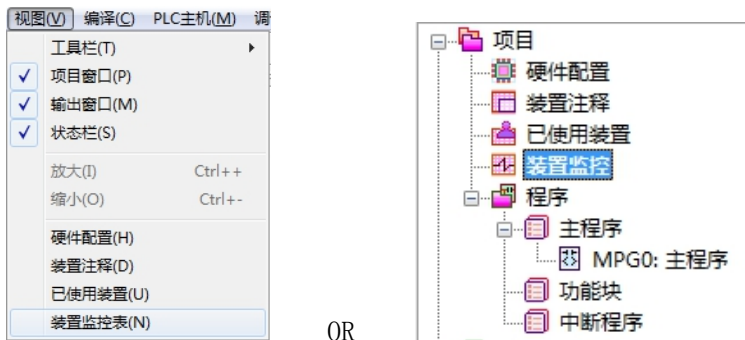 视图(V) 编译(C) PLC主机(M) 调
工具栏(T)
项目窗口(P)
输出窗口(M)
状态栏(S)
放大(I) Ctrl++
缩小(O) Ctrl+-
硬件配置(H)
装置注释(D)
已使用装置(U)
装置监控表(N)
OR
项目
硬件配置
装置注释
已使用装置
装置监控
程序
主程序
MPG0: 主程序
功能块
中断程序